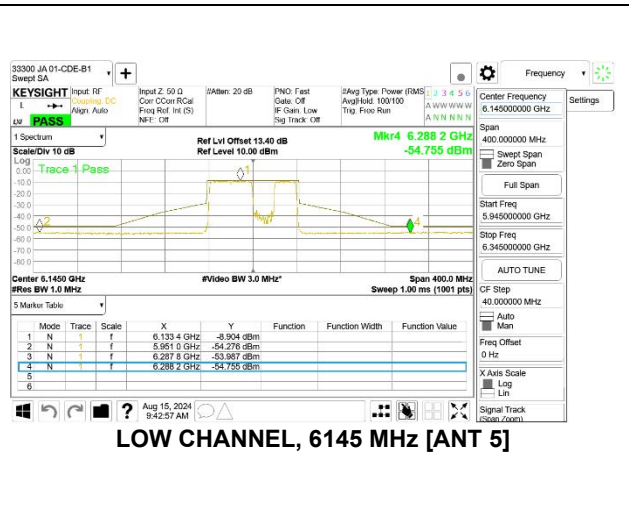 33300 JA 01-CDE-B1
Swept SA
Frequency
KEYSIGHT
Input: RF
Coupling: DC
Align: Auto
Input Z: 50 Ω
Corr CCorr RCal
Freq Ref: Int (S)
NFE: Off
#Atten: 20 dB
PNO: Fast
Gate: Off
IF Gain: Low
Sig Track: Off
#Avg Type: Power (RMS
Avg|Hold: 100/100
Trig: Free Run
1 2 3 4 5 6
A W W W W W
A N N N N N
L
PASS
1 Spectrum
Scale/Div 10 dB
Ref Lvl Offset 13.40 dB
Ref Level 10.00 dBm
Mkr4 6.288 2 GHz
-54.755 dBm
Log
Trace 1 Pass
0.00
-10.0
-20.0
-30.0
-40.0
-50.0
-60.0
-70.0
-80.0
1
2
4
Center 6.1450 GHz
#Res BW 1.0 MHz
#Video BW 3.0 MHz*
Span 400.0 MHz
Sweep 1.00 ms (1001 pts)
5 Marker Table
Mode Trace Scale X Y Function Function Width Function Value
1 N 1 f 6.133 4 GHz -8.904 dBm
2 N 1 f 5.951 0 GHz -54.276 dBm
3 N 1 f 6.287 8 GHz -53.987 dBm
4 N 1 f 6.288 2 GHz -54.755 dBm
5
6
?
Aug 15, 2024
9:42:57 AM
Center Frequency
6.145000000 GHz
Settings
Span
400.000000 MHz
Swept Span
Zero Span
Full Span
Start Freq
5.945000000 GHz
Stop Freq
6.345000000 GHz
AUTO TUNE
CF Step
40.000000 MHz
Auto
Man
Freq Offset
0 Hz
X Axis Scale
Log
Lin
Signal Track
(Span Zoom)
LOW CHANNEL, 6145 MHz [ANT 5]